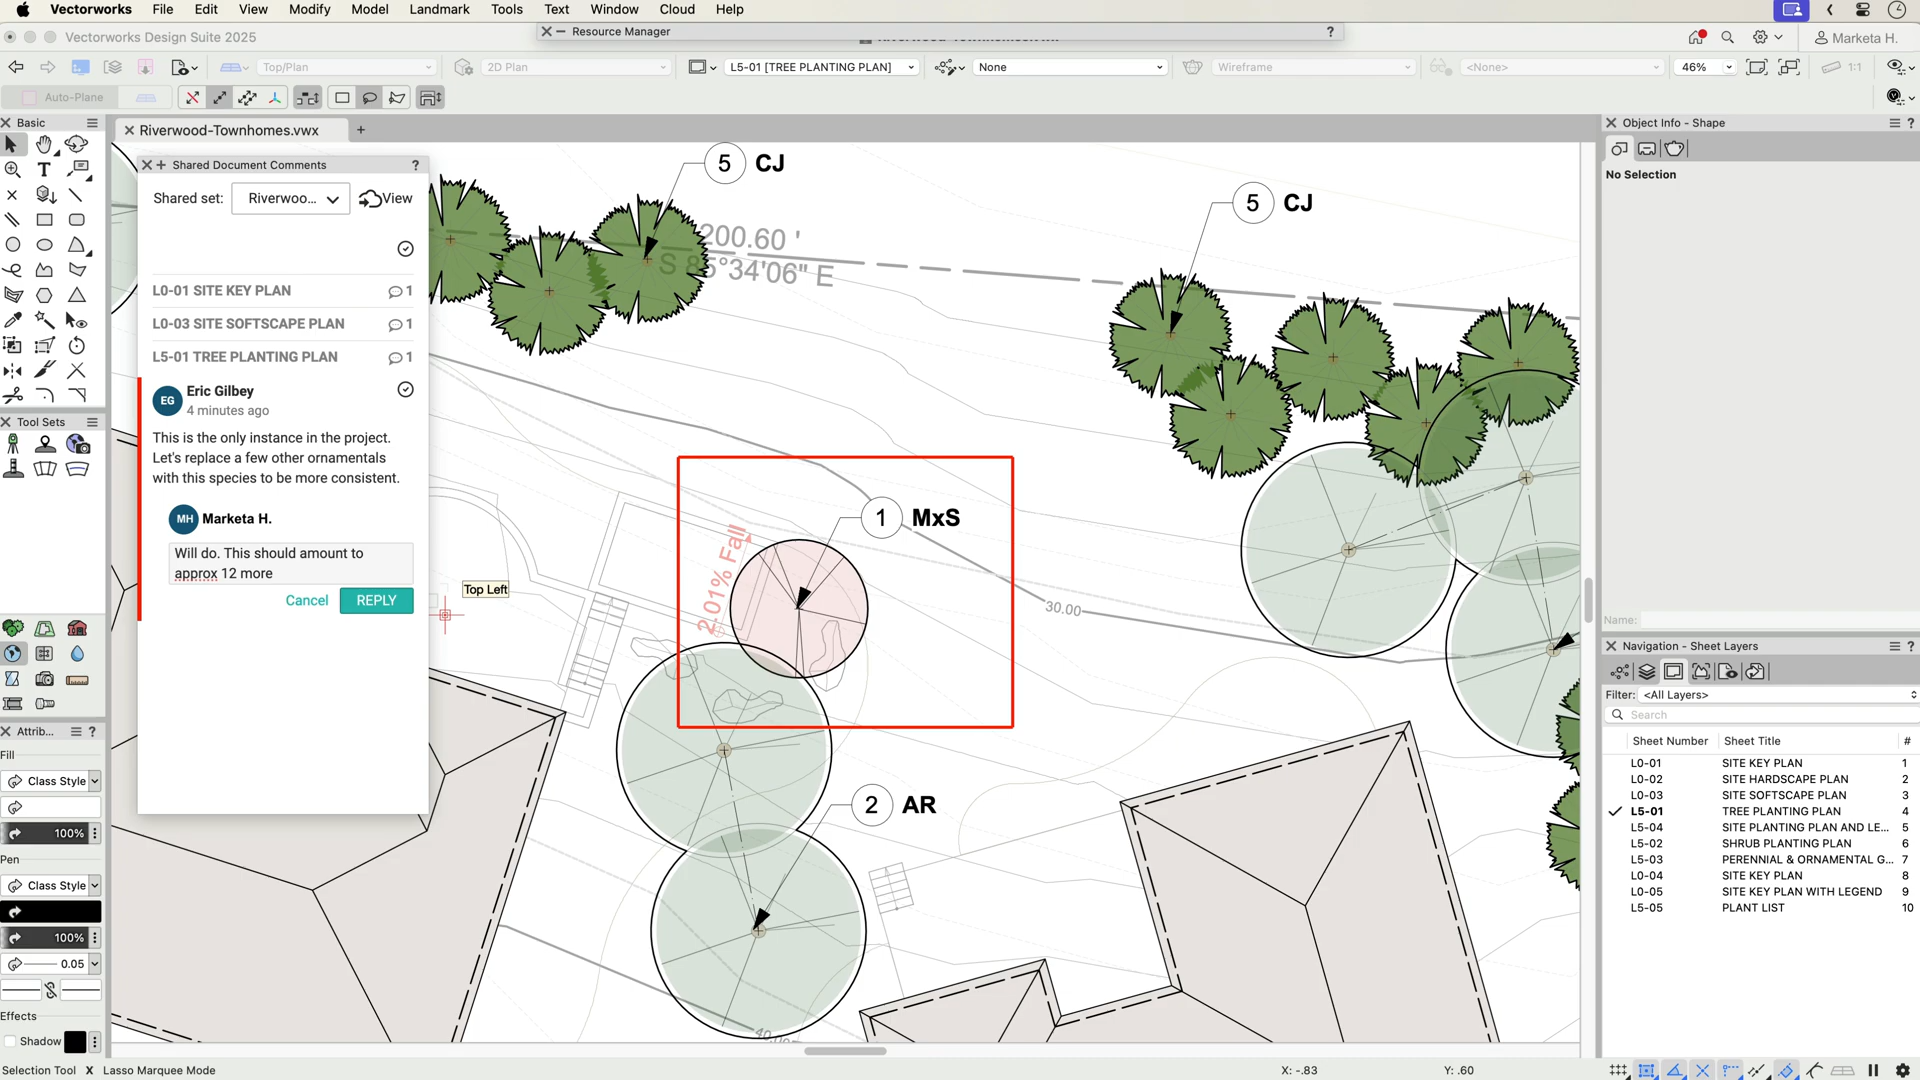 Vectorworks File Edit View Modify Model Landmark Tools Text Window Cloud Help
Vectorworks Design Suite 2025
Resource Manager
?
Marketa H.
Top/Plan
2D Plan
L5-01 [TREE PLANTING PLAN]
None
Wireframe
<None>
46%
1:1
Auto-Plane
Basic
Riverwood-Townhomes.vwx
+
Object Info - Shape
?
No Selection
Shared Document Comments
?
Shared set:
Riverwoo...
View
L0-01 SITE KEY PLAN
1
L0-03 SITE SOFTSCAPE PLAN
1
L5-01 TREE PLANTING PLAN
1
EG
Eric Gilbey
4 minutes ago
This is the only instance in the project.
Let's replace a few other ornamentals
with this species to be more consistent.
MH
Marketa H.
Will do. This should amount to
approx 12 more
Cancel
REPLY
Top Left
5 CJ
200.60 '
S 85°34'06" E
5 CJ
1 MxS
2.01% Fall
30.00
2 AR
Tool Sets
Attrib...
?
Fill
Class Style
100%
Pen
Class Style
100%
0.05
Effects
Shadow
Name:
Navigation - Sheet Layers
?
Filter: <All Layers>
Search
Sheet Number Sheet Title #
L0-01 SITE KEY PLAN 1
L0-02 SITE HARDSCAPE PLAN 2
L0-03 SITE SOFTSCAPE PLAN 3
L5-01 TREE PLANTING PLAN 4
L5-04 SITE PLANTING PLAN AND LE... 5
L5-02 SHRUB PLANTING PLAN 6
L5-03 PERENNIAL & ORNAMENTAL G... 7
L0-04 SITE KEY PLAN 8
L0-05 SITE KEY PLAN WITH LEGEND 9
L5-05 PLANT LIST 10
Selection Tool X Lasso Marquee Mode
X: -.83
Y: .60